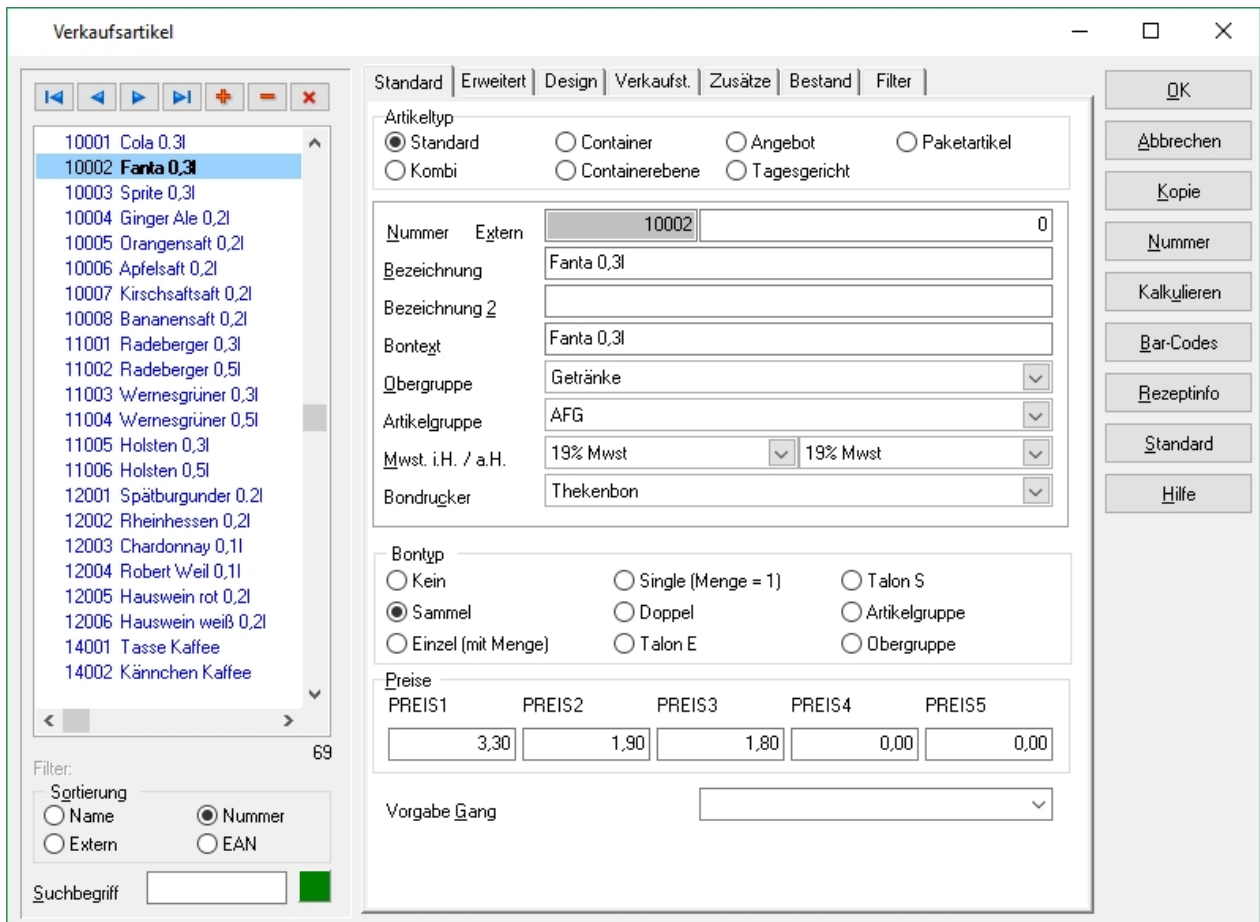 Verkaufsartikel
10001 Cola 0.3l
10002 Fanta 0,3l
10003 Sprite 0,3l
10004 Ginger Ale 0,2l
10005 Orangensaft 0,2l
10006 Apfelsaft 0,2l
10007 Kirschsaftsaft 0,2l
10008 Bananensaft 0,2l
11001 Radeberger 0,3l
11002 Radeberger 0,5l
11003 Wernesgrüner 0,3l
11004 Wernesgrüner 0,5l
11005 Holsten 0,3l
11006 Holsten 0,5l
12001 Spätburgunder 0.2l
12002 Rheinhessen 0,2l
12003 Chardonnay 0,1l
12004 Robert Weil 0,1l
12005 Hauswein rot 0,2l
12006 Hauswein weiß 0,2l
14001 Tasse Kaffee
14002 Kännchen Kaffee
69
Filter:
Sortierung
Name Nummer
Extern EAN
Suchbegriff
Standard Erweitert Design Verkaufst. Zusätze Bestand Filter
Artikeltyp
Standard Container Angebot Paketartikel
Kombi Containerebene Tagesgericht
Nummer Extern 10002 0
Bezeichnung Fanta 0,3l
Bezeichnung 2
Bontext Fanta 0,3l
Obergruppe Getränke
Artikelgruppe AFG
Mwst. i.H. / a.H. 19% Mwst 19% Mwst
Bondrucker Thekenbon
Bontyp
Kein Single (Menge = 1) Talon S
Sammel Doppel Artikelgruppe
Einzel (mit Menge) Talon E Obergruppe
Preise
PREIS1 PREIS2 PREIS3 PREIS4 PREIS5
3,30 1,90 1,80 0,00 0,00
Vorgabe Gang
OK
Abbrechen
Kopie
Nummer
Kalkulieren
Bar-Codes
Rezeptinfo
Standard
Hilfe